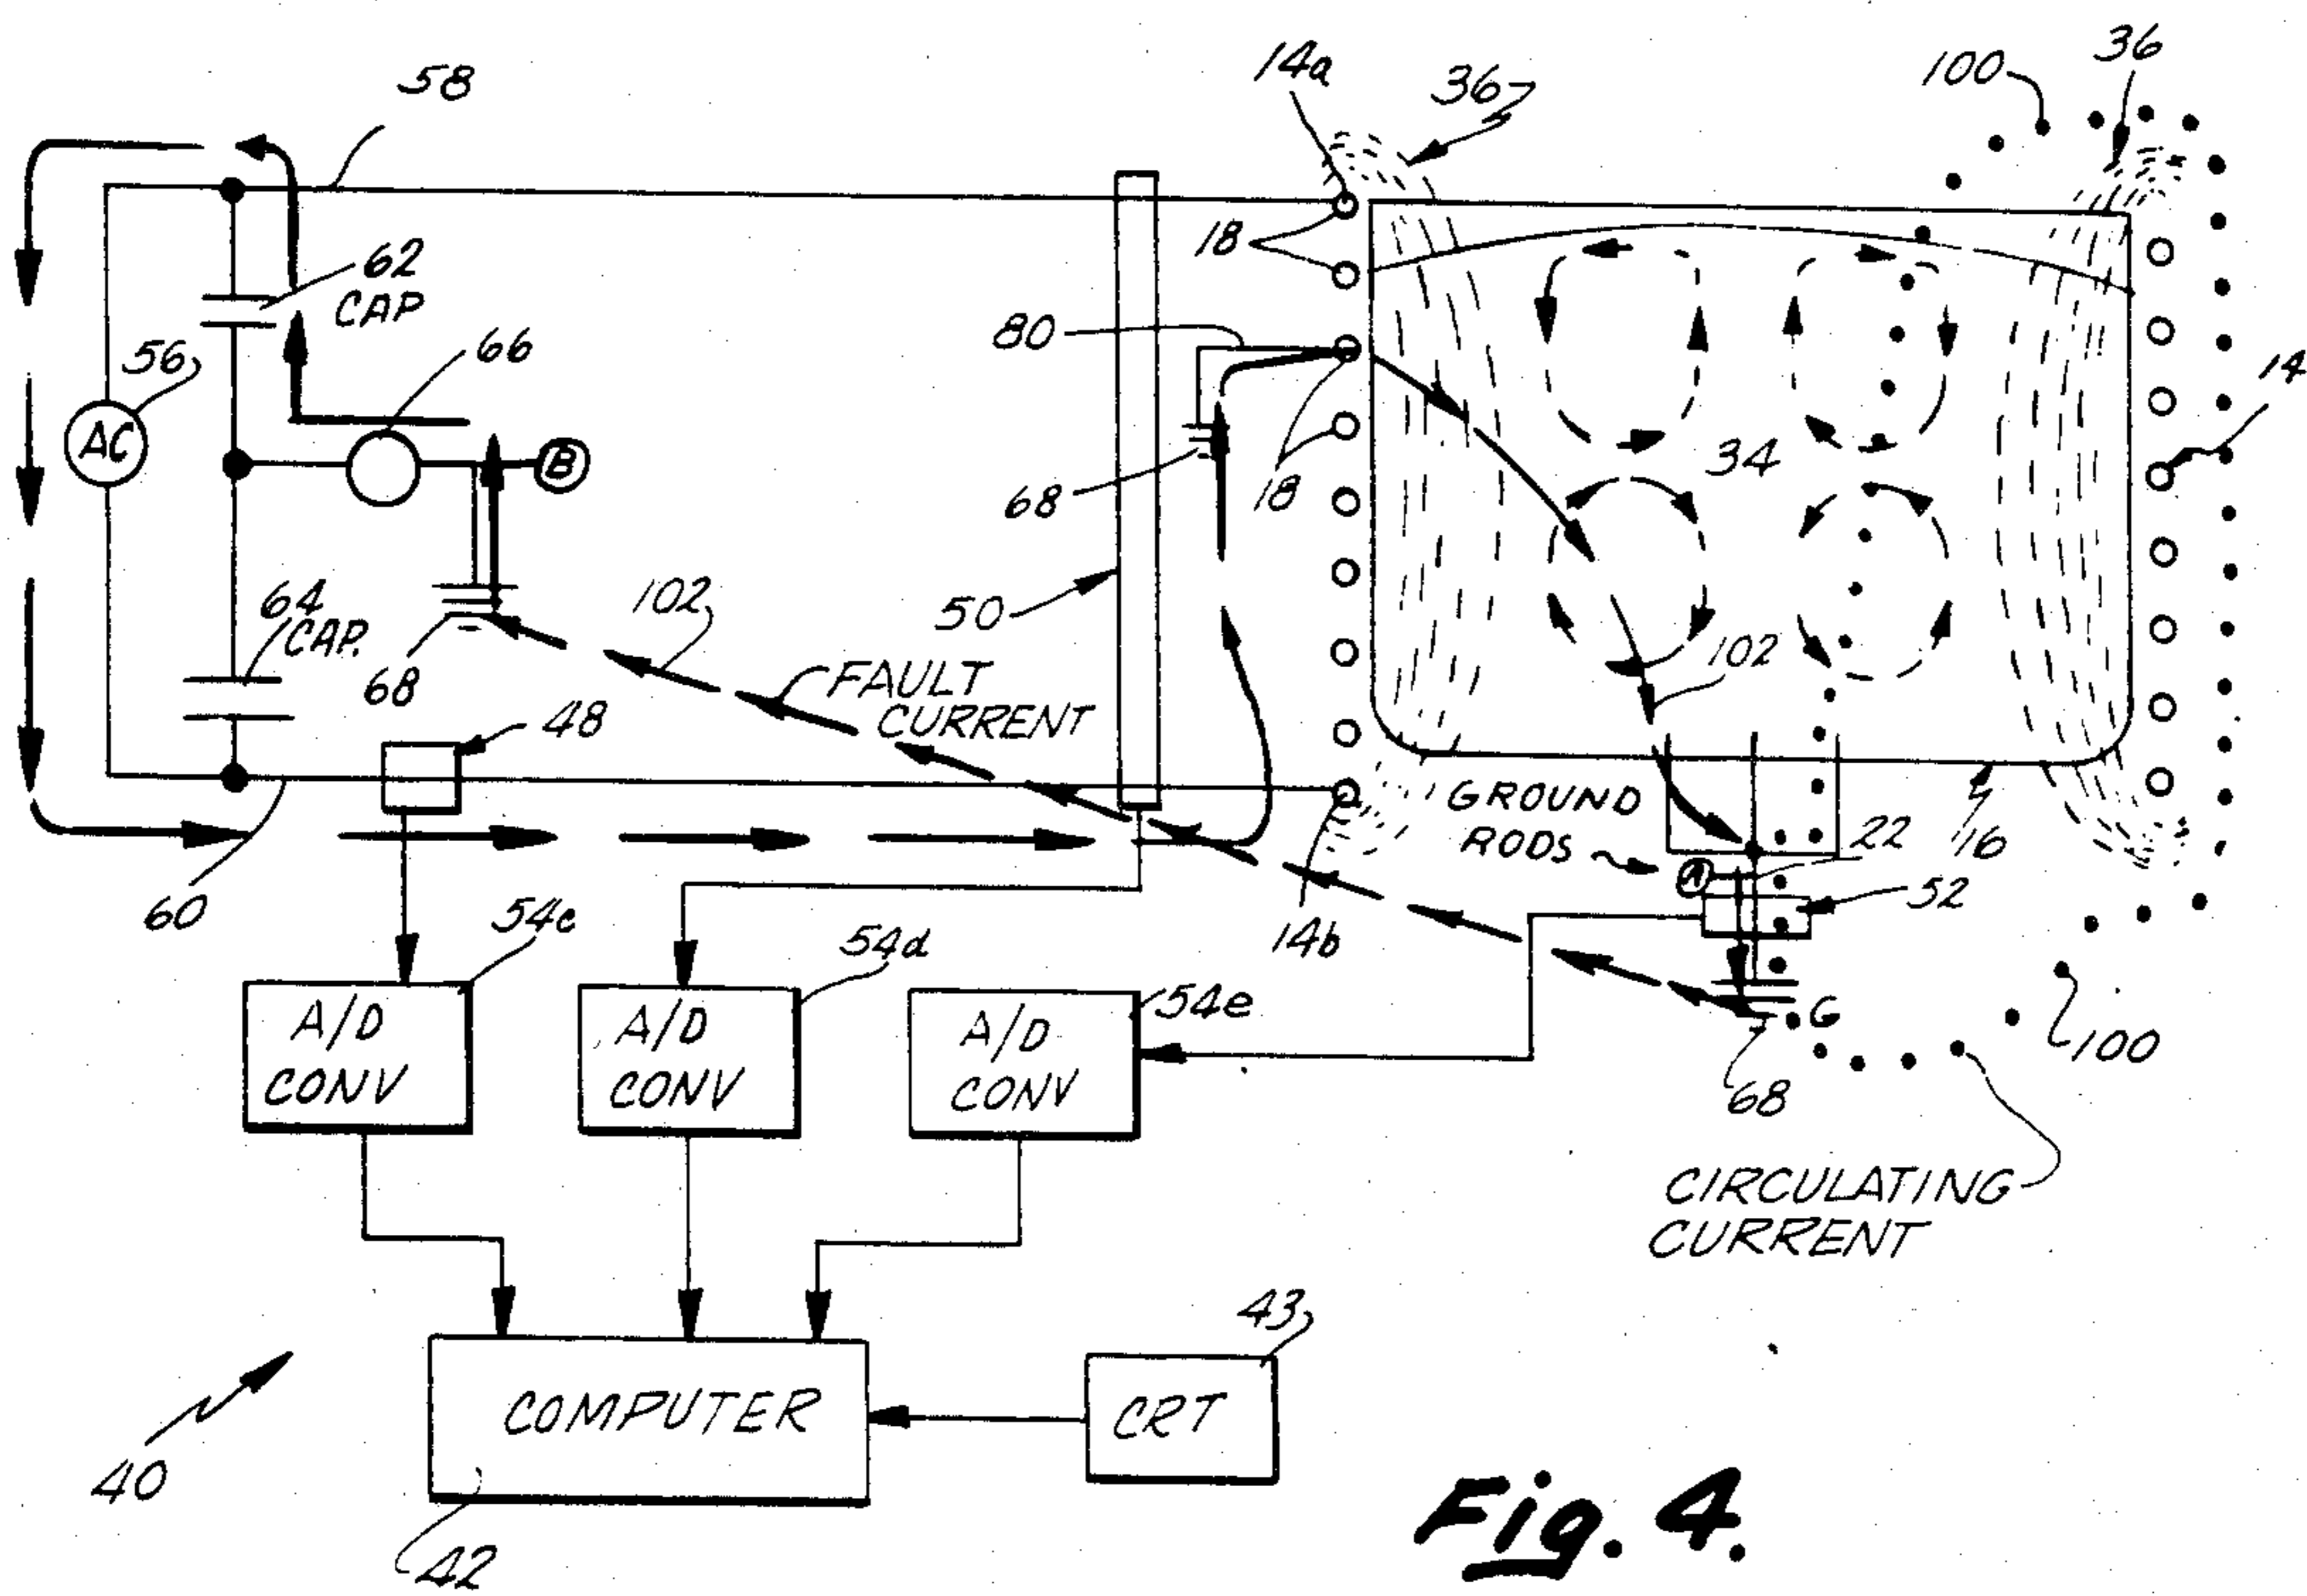 58
14a
36
100
36
62
CAP
18
56
66
80
14
AC
B
34
68
18
64
CAP.
102
50
102
68
FAULT
CURRENT
48
GROUND
RODS
16
22
A
52
60
54c
54d
14b
54e
A/D
CONV
A/D
CONV
A/D
CONV
G
100
68
CIRCULATING
CURRENT
43
COMPUTER
CRT
40
42
Fig. 4.